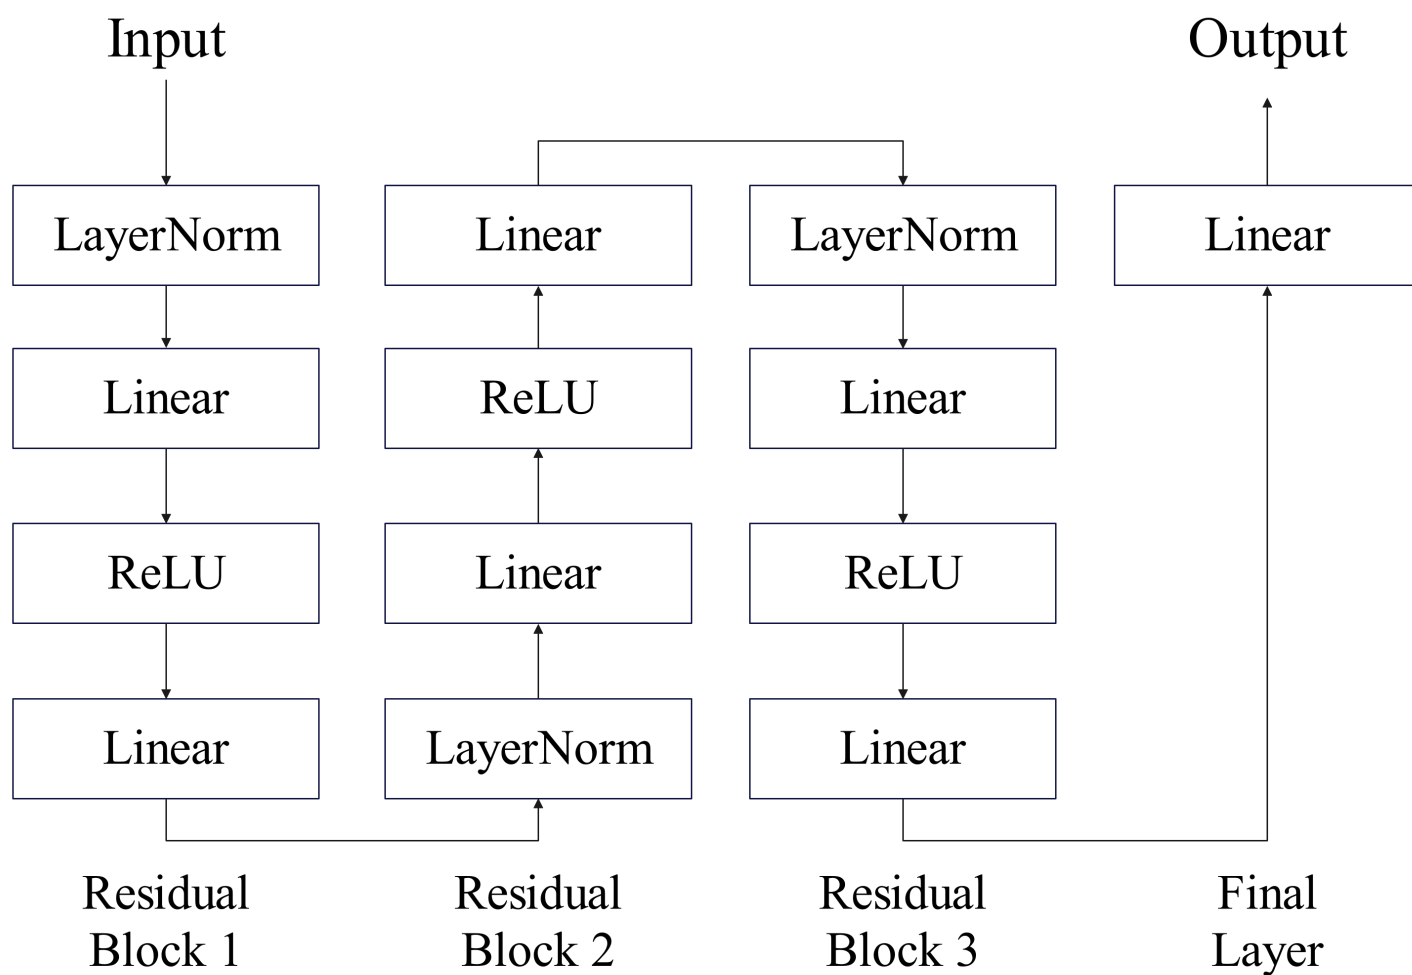 Input
Output
LayerNorm
Linear
LayerNorm
Linear
Linear
ReLU
Linear
ReLU
Linear
ReLU
Linear
LayerNorm
Linear
Residual
Block 1
Residual
Block 2
Residual
Block 3
Final
Layer